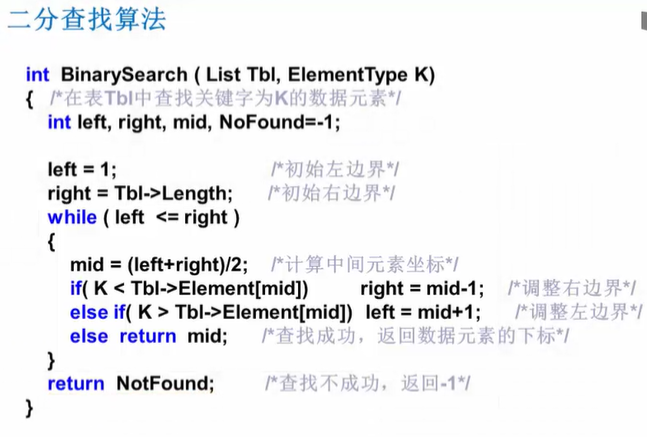 二分查找算法
int BinarySearch ( List Tbl, ElementType K)
{ /*在表Tbl中查找关键字为K的数据元素*/
int left, right, mid, NoFound=-1;
left = 1; /*初始左边界*/
right = Tbl->Length; /*初始右边界*/
while ( left <= right )
{
mid = (left+right)/2; /*计算中间元素坐标*/
if( K < Tbl->Element[mid]) right = mid-1; /*调整右边界*/
else if( K > Tbl->Element[mid]) left = mid+1; /*调整左边界*/
else return mid; /*查找成功，返回数据元素的下标*/
}
return NotFound; /*查找不成功，返回-1*/
}